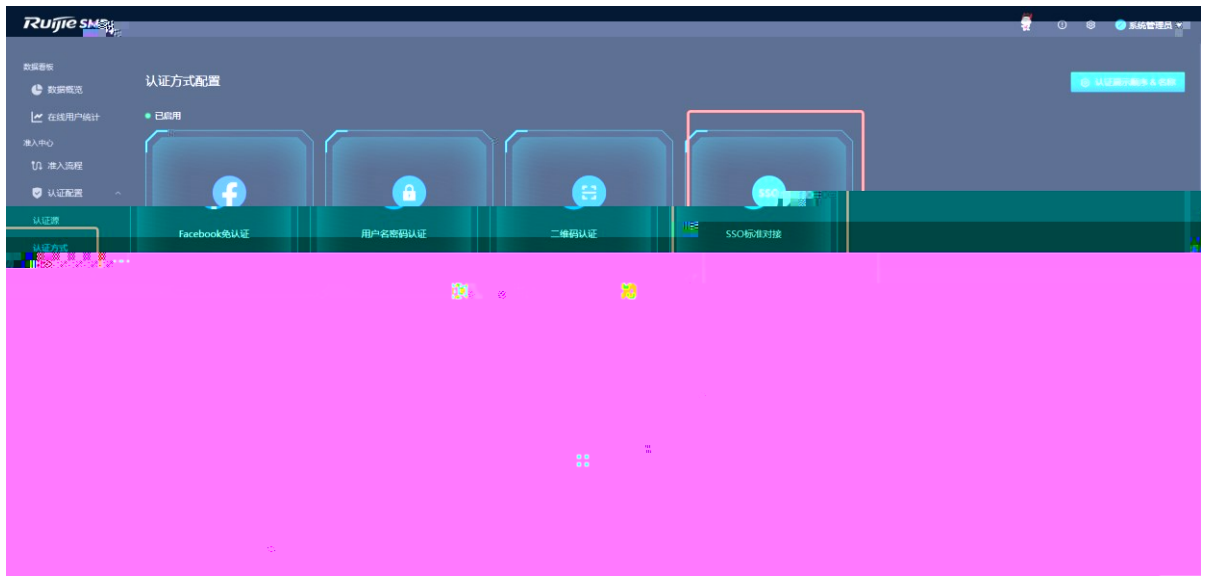 Ruijie SM
系统管理员
数据看板
数据概览
在线用户统计
准入中心
准入流程
认证配置
认证源
认证方式
认证方式配置
已启用
Facebook免认证
用户名密码认证
二维码认证
SSO
SSO标准对接